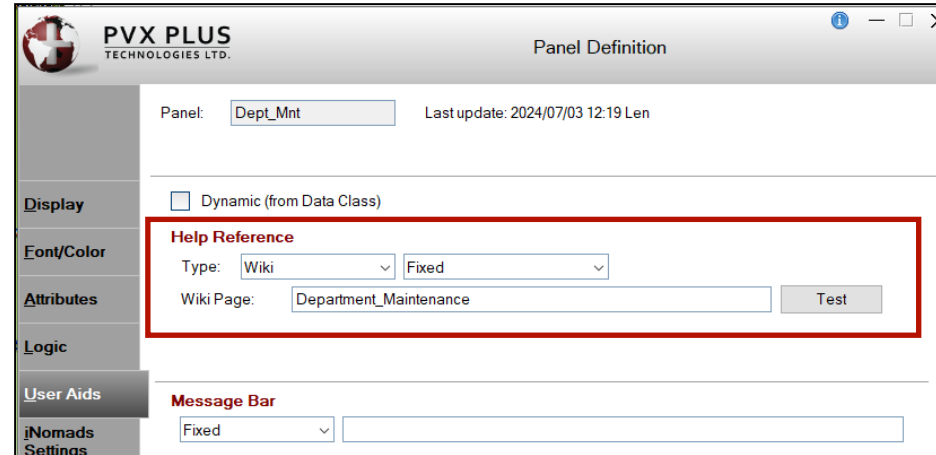 PVX PLUS
TECHNOLOGIES LTD.
Panel Definition
Panel: Dept_Mnt Last update: 2024/07/03 12:19 Len
Display
Font/Color
Attributes
Logic
User Aids
iNomads
Settings
Dynamic (from Data Class)
Help Reference
Type: Wiki Fixed
Wiki Page: Department_Maintenance Test
Message Bar
Fixed